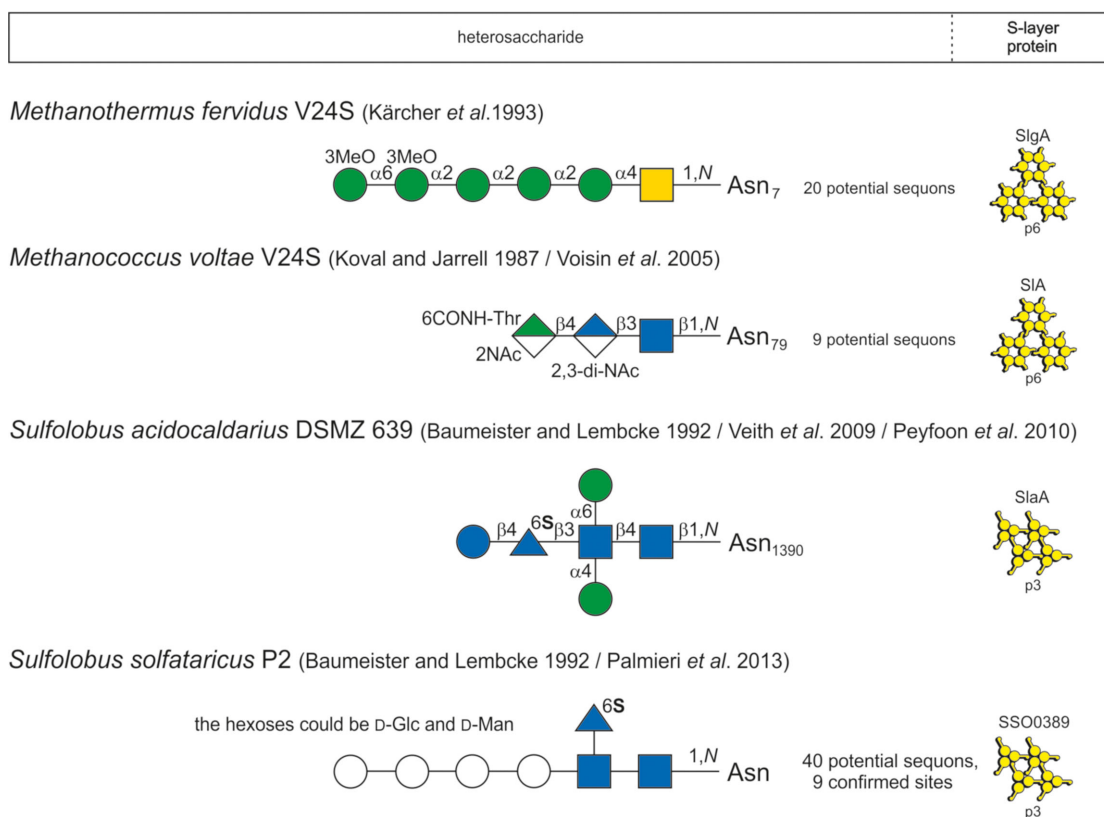 heterosaccharide
S-layer
protein
Methanothermus fervidus V24S (Kärcher et al.1993)
SlgA
3MeO 3MeO
α6 α2 α2 α2 α4 1,N
Asn7 20 potential sequons
p6
Methanococcus voltae V24S (Koval and Jarrell 1987 / Voisin et al. 2005)
SlA
6CONH-Thr β4 β3 β1,N
Asn79 9 potential sequons
2NAc
2,3-di-NAc
p6
Sulfolobus acidocaldarius DSMZ 639 (Baumeister and Lembcke 1992 / Veith et al. 2009 / Peyfoon et al. 2010)
SlaA
α6
β4 6S β3 β4 β1,N
Asn1390
α4
p3
Sulfolobus solfataricus P2 (Baumeister and Lembcke 1992 / Palmieri et al. 2013)
6S
the hexoses could be D-Glc and D-Man
SSO0389
1,N
Asn
40 potential sequons,
9 confirmed sites
p3